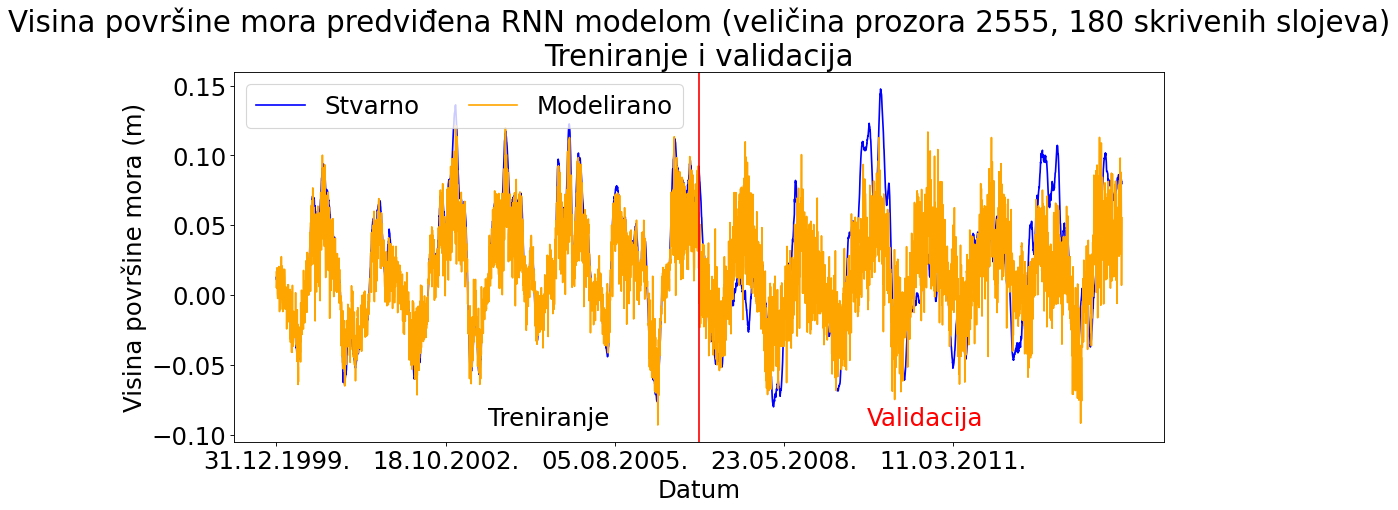 Visina površine mora predviđena RNN modelom (veličina prozora 2555, 180 skrivenih slojeva)
Treniranje i validacija
Stvarno Modelirano
Visina površine mora (m)
0.15
0.10
0.05
0.00
−0.05
−0.10
Treniranje Validacija
31.12.1999. 18.10.2002. 05.08.2005. 23.05.2008. 11.03.2011.
Datum